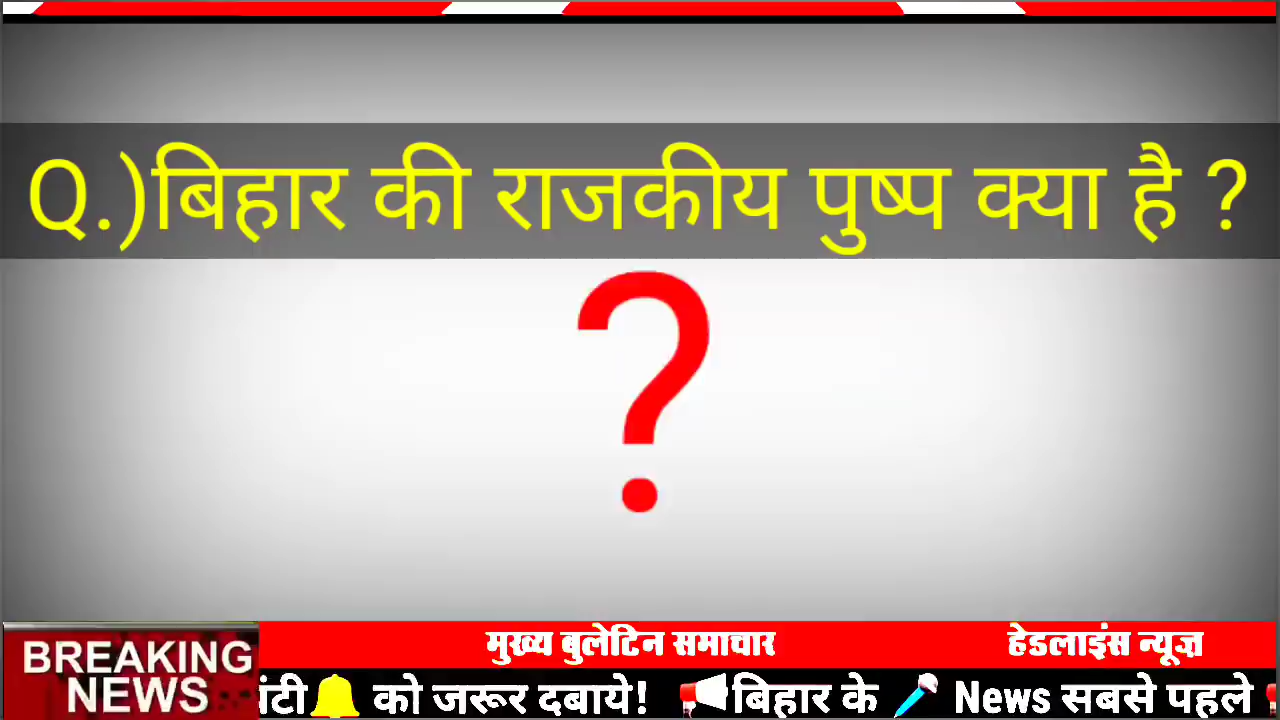 Q.)बिहार की राजकीय पुष्प क्या है ?
?
मुख्य बुलेटिन समाचार हेडलाइंस न्यूज़
BREAKING
NEWS
को जरूर दबाये! बिहार के News सबसे पहले